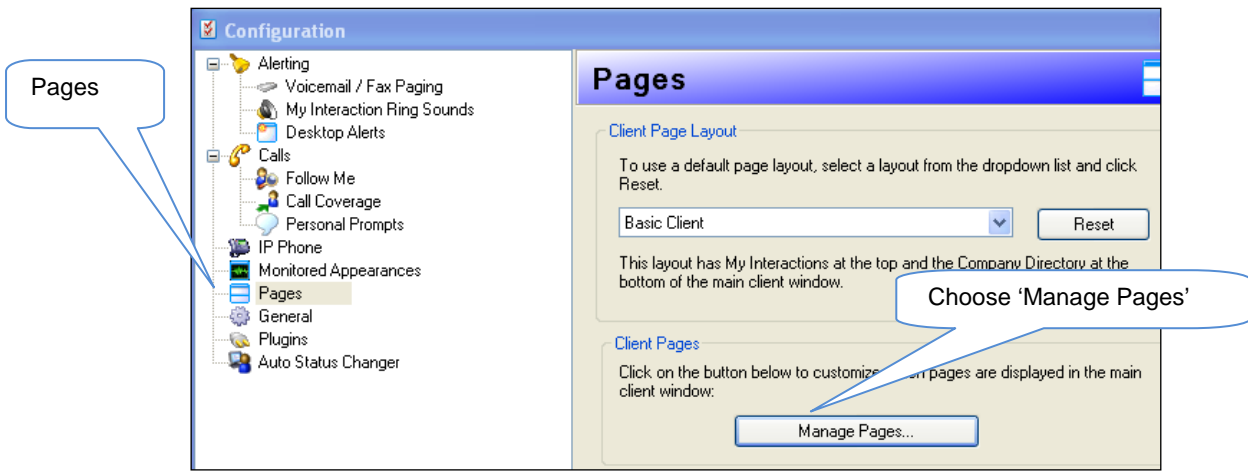 Configuration
Pages
Alerting
Voicemail / Fax Paging
My Interaction Ring Sounds
Desktop Alerts
Calls
Follow Me
Call Coverage
Personal Prompts
IP Phone
Monitored Appearances
Pages
General
Plugins
Auto Status Changer
Pages
Client Page Layout
To use a default page layout, select a layout from the dropdown list and click
Reset.
Basic Client
Reset
This layout has My Interactions at the top and the Company Directory at the
bottom of the main client window.
Choose ‘Manage Pages’
Client Pages
Click on the button below to customize pages are displayed in the main
client window:
Manage Pages...